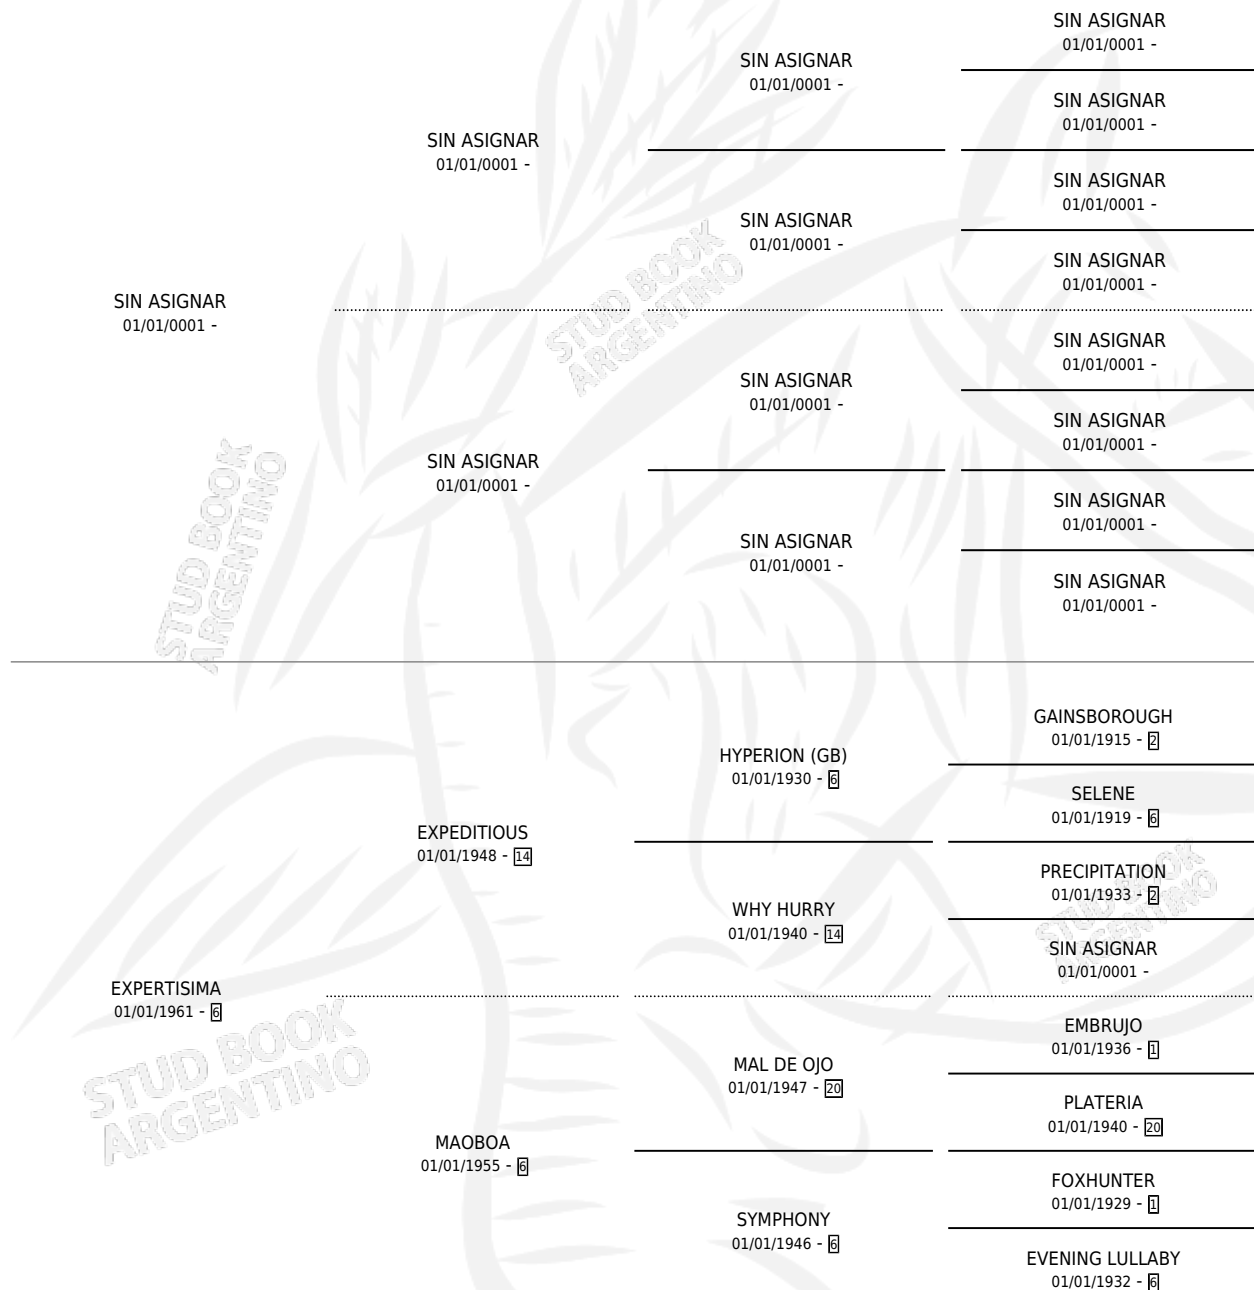 SIN ASIGNAR
01/01/0001 -
SIN ASIGNAR
01/01/0001 -
SIN ASIGNAR
01/01/0001 -
SIN ASIGNAR
01/01/0001 -
SIN ASIGNAR
01/01/0001 -
SIN ASIGNAR
01/01/0001 -
SIN ASIGNAR
01/01/0001 -
SIN ASIGNAR
01/01/0001 -
SIN ASIGNAR
01/01/0001 -
SIN ASIGNAR
01/01/0001 -
SIN ASIGNAR
01/01/0001 -
SIN ASIGNAR
01/01/0001 -
SIN ASIGNAR
01/01/0001 -
SIN ASIGNAR
01/01/0001 -
SIN ASIGNAR
01/01/0001 -
STUD BOOK
ARGENTINO
STUD BOOK
ARGENTINO
EXPERTISIMA
01/01/1961 - 6
EXPEDITIOUS
01/01/1948 - 14
HYPERION (GB)
01/01/1930 - 6
GAINSBOROUGH
01/01/1915 - 2
SELENE
01/01/1919 - 6
WHY HURRY
01/01/1940 - 14
PRECIPITATION
01/01/1933 - 2
SIN ASIGNAR
01/01/0001 -
MAOBOA
01/01/1955 - 6
MAL DE OJO
01/01/1947 - 20
EMBRUJO
01/01/1936 - 1
PLATERIA
01/01/1940 - 20
SYMPHONY
01/01/1946 - 6
FOXHUNTER
01/01/1929 - 1
EVENING LULLABY
01/01/1932 - 6
STUD BOOK
ARGENTINO
STUD BOOK
ARGENTINO